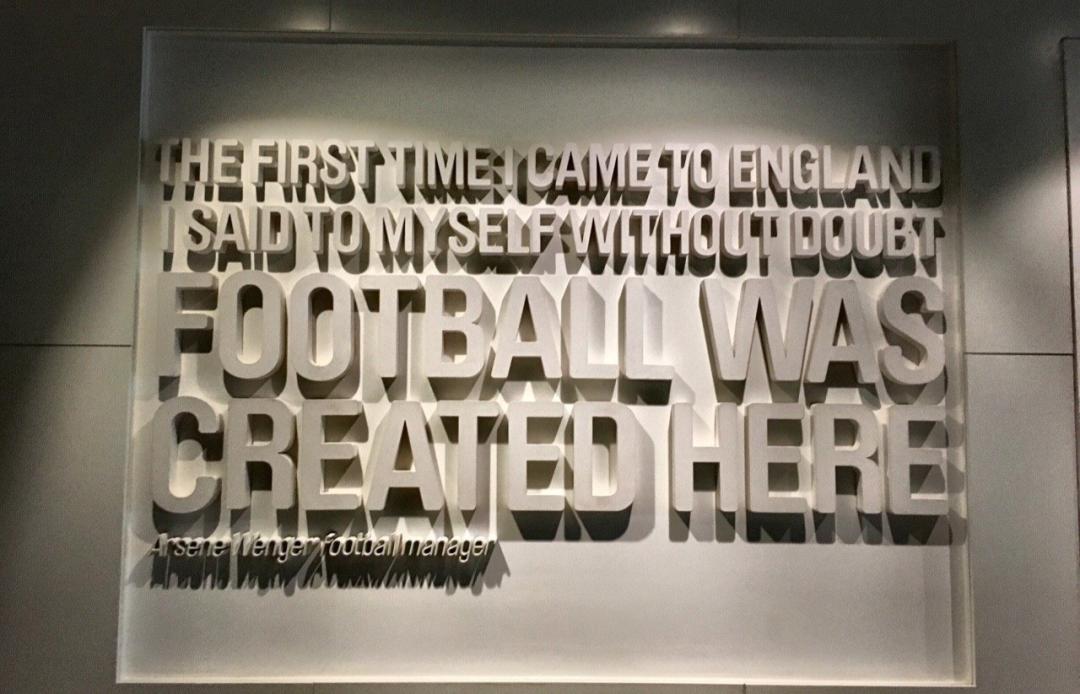 THE FIRST TIME I CAME TO ENGLAND
I SAID TO MYSELF WITHOUT DOUBT
FOOTBALL WAS
CREATED HERE
Arsene Wenger football manager